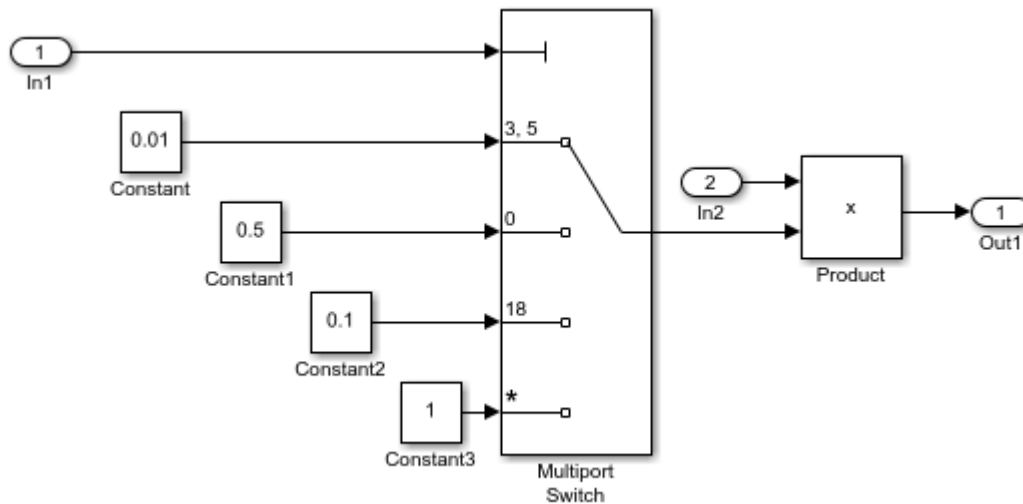 1
In1
0.01
Constant
3, 5
0.5
Constant1
0
2
In2
x
Product
1
Out1
0.1
Constant2
18
1
Constant3
*
Multiport
Switch